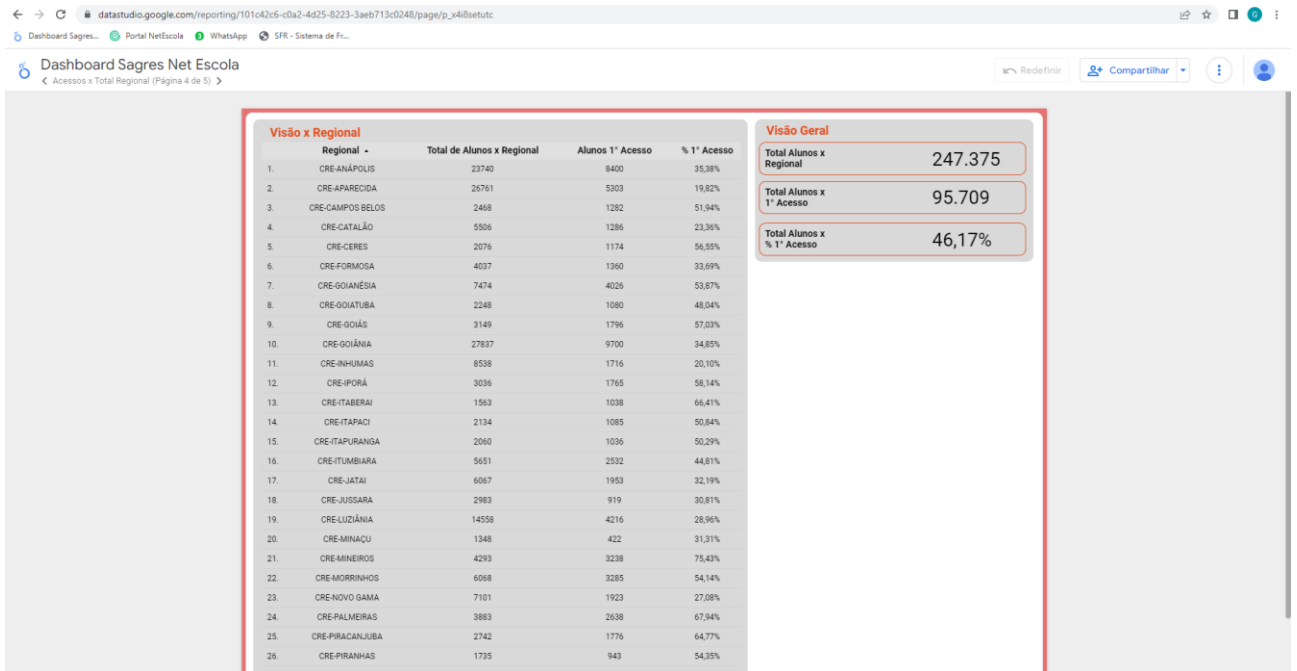 datastudio.google.com/reporting/101c42c6-c0a2-4d25-8223-3aeb713c0248/page/p_x4i8setutc
Dashboard Sagres... Portal NetEscola WhatsApp SFR - Sistema de Fr...
Dashboard Sagres Net Escola
Acessos x Total Regional (Página 4 de 5)
Redefinir Compartilhar
Visão x Regional
Regional Total de Alunos x Regional Alunos 1° Acesso % 1° Acesso
1. CRE-ANÁPOLIS 23740 8400 35,38%
2. CRE-APARECIDA 26761 5303 19,82%
3. CRE-CAMPOS BELOS 2468 1282 51,94%
4. CRE-CATALÃO 5506 1286 23,36%
5. CRE-CERES 2076 1174 56,55%
6. CRE-FORMOSA 4037 1360 33,69%
7. CRE-GOIANÉSIA 7474 4026 53,87%
8. CRE-GOIATUBA 2248 1080 48,04%
9. CRE-GOIÁS 3149 1796 57,03%
10. CRE-GOIÂNIA 27837 9700 34,85%
11. CRE-INHUMAS 8538 1716 20,10%
12. CRE-IPORÁ 3036 1765 58,14%
13. CRE-ITABERAI 1563 1038 66,41%
14. CRE-ITAPACI 2134 1085 50,84%
15. CRE-ITAPURANGA 2060 1036 50,29%
16. CRE-ITUMBIARA 5651 2532 44,81%
17. CRE-JATAI 6067 1953 32,19%
18. CRE-JUSSARA 2983 919 30,81%
19. CRE-LUZIÂNIA 14558 4216 28,96%
20. CRE-MINAÇU 1348 422 31,31%
21. CRE-MINEIROS 4293 3238 75,43%
22. CRE-MORRINHOS 6068 3285 54,14%
23. CRE-NOVO GAMA 7101 1923 27,08%
24. CRE-PALMEIRAS 3883 2638 67,94%
25. CRE-PIRACANJUBA 2742 1776 64,77%
26. CRE-PIRANHAS 1735 943 54,35%
Visão Geral
Total Alunos x
Regional
247.375
Total Alunos x
1° Acesso
95.709
Total Alunos x
% 1° Acesso
46,17%